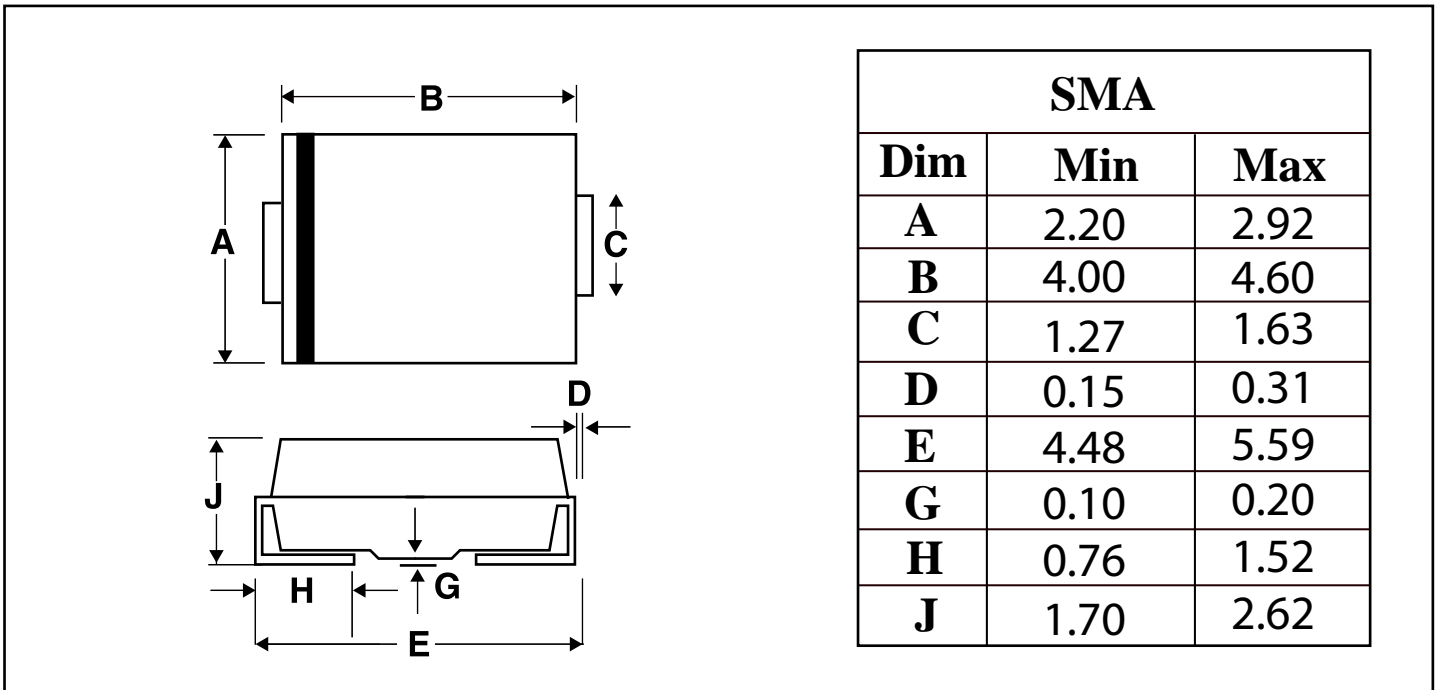 B
A
C
D
J
H
G
E
SMA
Dim Min Max
A 2.20 2.92
B 4.00 4.60
C 1.27 1.63
D 0.15 0.31
E 4.48 5.59
G 0.10 0.20
H 0.76 1.52
J 1.70 2.62